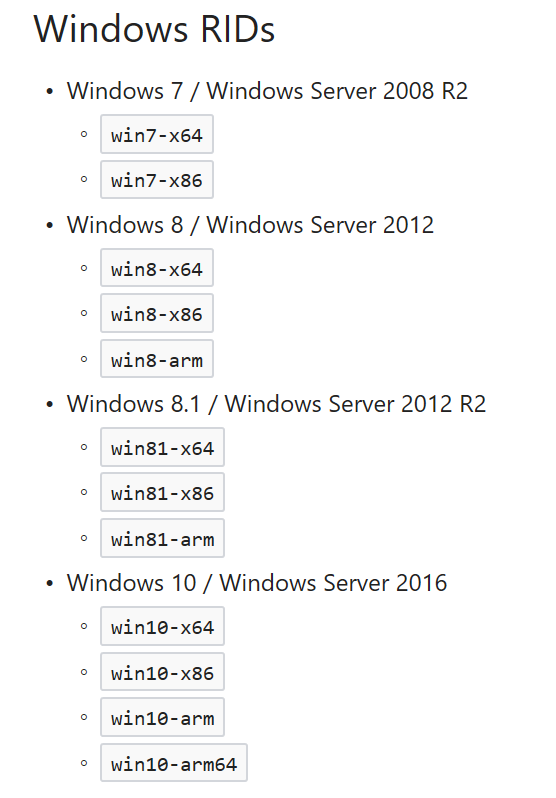 Windows RIDs
• Windows 7 / Windows Server 2008 R2
◦ win7-x64
◦ win7-x86
• Windows 8 / Windows Server 2012
◦ win8-x64
◦ win8-x86
◦ win8-arm
• Windows 8.1 / Windows Server 2012 R2
◦ win81-x64
◦ win81-x86
◦ win81-arm
• Windows 10 / Windows Server 2016
◦ win10-x64
◦ win10-x86
◦ win10-arm
◦ win10-arm64